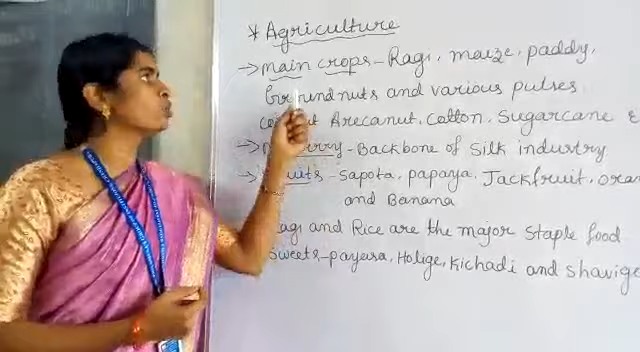 * Agriculture
→ main crops - Ragi, maize, paddy,
Groundnuts and various pulses
Arecanut, cotton, Sugarcane &
→ - Backbone of Silk industry
→ - Sapota, papaya, Jackfruit,
and Banana
and Rice are the major staple food
Sweets - payasa, Holige, Kichadi and Shavige